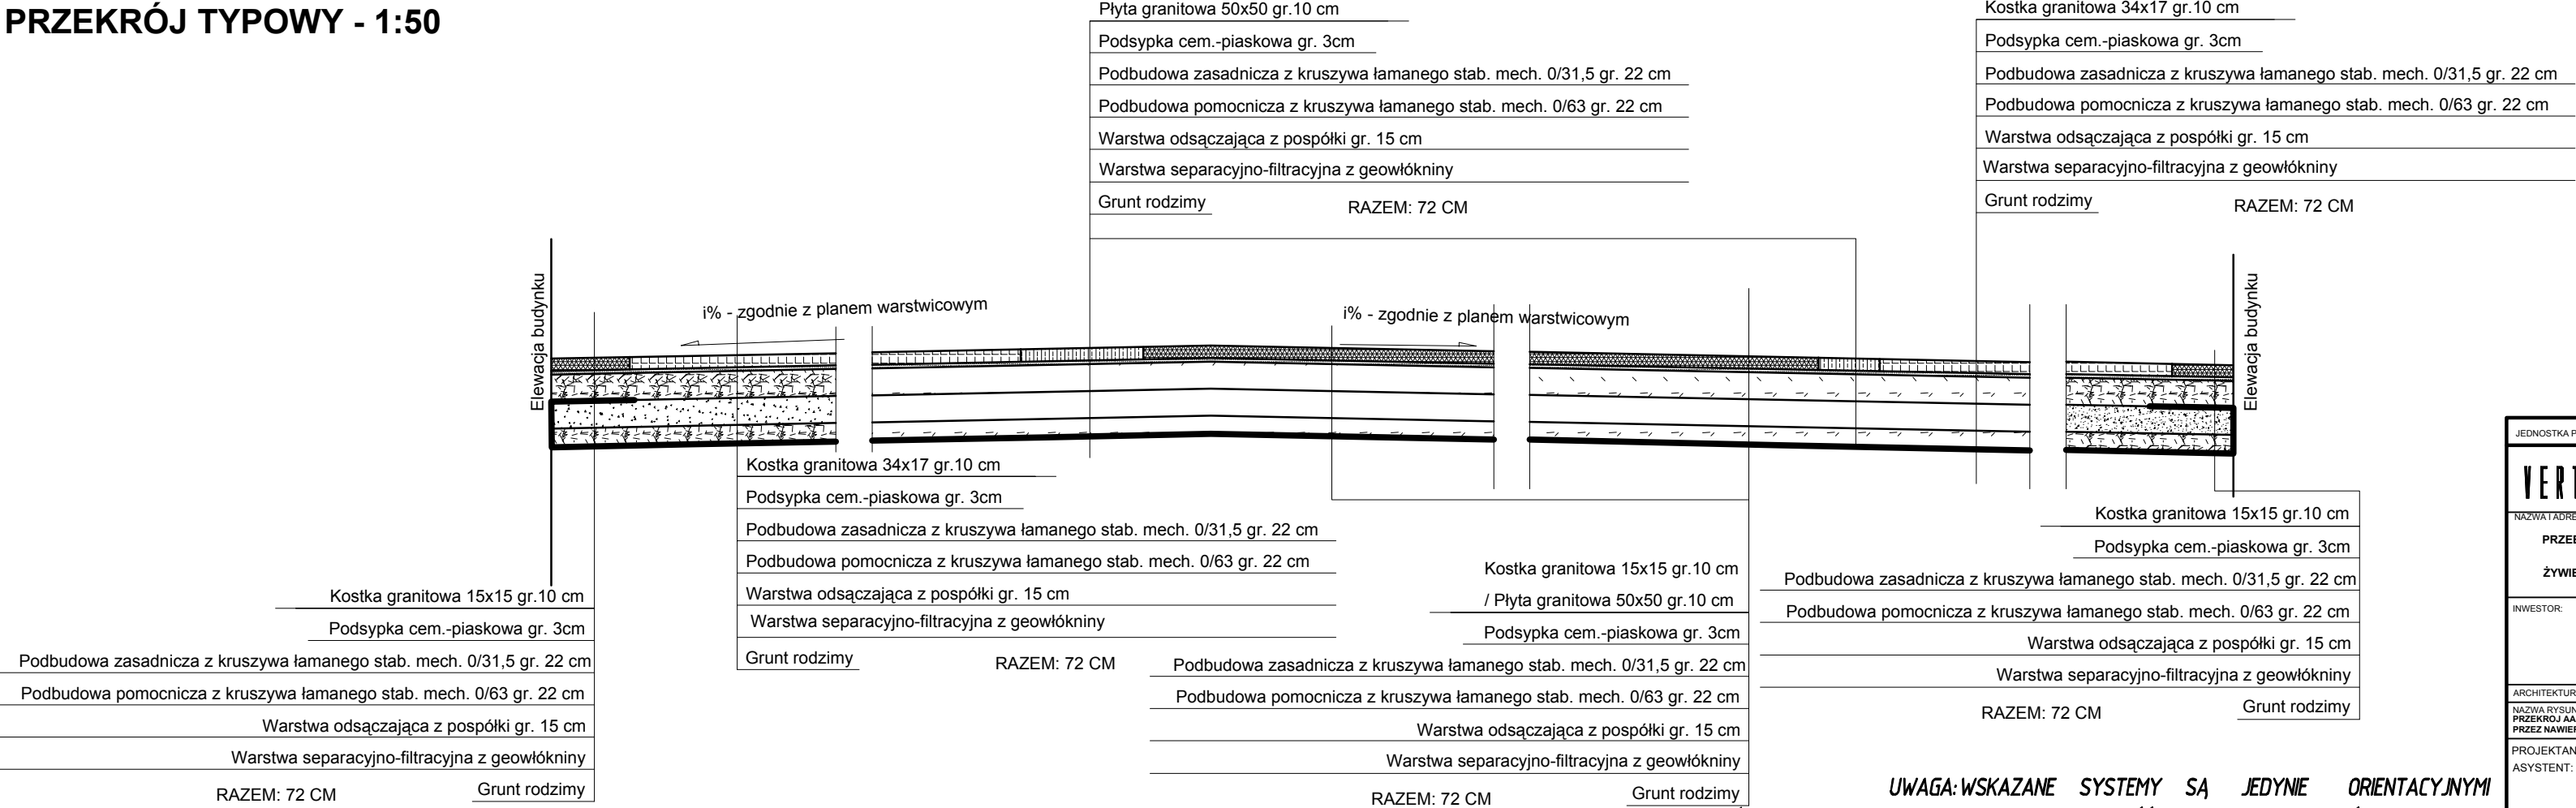 PRZEKRÓJ TYPOWY - 1:50
Płyta granitowa 50x50 gr.10 cm
Podsypka cem.-piaskowa gr. 3cm
Podbudowa zasadnicza z kruszywa łamanego stab. mech. 0/31,5 gr. 22 cm
Podbudowa pomocnicza z kruszywa łamanego stab. mech. 0/63 gr. 22 cm
Warstwa odsączająca z pospółki gr. 15 cm
Warstwa separacyjno-filtracyjna z geowłókniny
Grunt rodzimy
RAZEM: 72 CM
Kostka granitowa 34x17 gr.10 cm
Podsypka cem.-piaskowa gr. 3cm
Podbudowa zasadnicza z kruszywa łamanego stab. mech. 0/31,5 gr. 22 cm
Podbudowa pomocnicza z kruszywa łamanego stab. mech. 0/63 gr. 22 cm
Warstwa odsączająca z pospółki gr. 15 cm
Warstwa separacyjno-filtracyjna z geowłókniny
Grunt rodzimy
RAZEM: 72 CM
Elewacja budynku
i% - zgodnie z planem warstwicowym
i% - zgodnie z planem warstwicowym
Elewacja budynku
Kostka granitowa 15x15 gr.10 cm
Podsypka cem.-piaskowa gr. 3cm
Podbudowa zasadnicza z kruszywa łamanego stab. mech. 0/31,5 gr. 22 cm
Podbudowa pomocnicza z kruszywa łamanego stab. mech. 0/63 gr. 22 cm
Warstwa odsączająca z pospółki gr. 15 cm
Warstwa separacyjno-filtracyjna z geowłókniny
RAZEM: 72 CM
Grunt rodzimy
Kostka granitowa 34x17 gr.10 cm
Podsypka cem.-piaskowa gr. 3cm
Podbudowa zasadnicza z kruszywa łamanego stab. mech. 0/31,5 gr. 22 cm
Podbudowa pomocnicza z kruszywa łamanego stab. mech. 0/63 gr. 22 cm
Warstwa odsączająca z pospółki gr. 15 cm
Warstwa separacyjno-filtracyjna z geowłókniny
Grunt rodzimy
RAZEM: 72 CM
Kostka granitowa 15x15 gr.10 cm
/ Płyta granitowa 50x50 gr.10 cm
Podsypka cem.-piaskowa gr. 3cm
Podbudowa zasadnicza z kruszywa łamanego stab. mech. 0/31,5 gr. 22 cm
Podbudowa pomocnicza z kruszywa łamanego stab. mech. 0/63 gr. 22 cm
Warstwa odsączająca z pospółki gr. 15 cm
Warstwa separacyjno-filtracyjna z geowłókniny
RAZEM: 72 CM
Grunt rodzimy
Kostka granitowa 15x15 gr.10 cm
Podsypka cem.-piaskowa gr. 3cm
Podbudowa zasadnicza z kruszywa łamanego stab. mech. 0/31,5 gr. 22 cm
Podbudowa pomocnicza z kruszywa łamanego stab. mech. 0/63 gr. 22 cm
Warstwa odsączająca z pospółki gr. 15 cm
Warstwa separacyjno-filtracyjna z geowłókniny
RAZEM: 72 CM
Grunt rodzimy
UWAGA: WSKAZANE SYSTEMY SĄ JEDYNIE ORIENTACYJNYMI
JEDNOSTKA P
VERT
NAZWA I ADRE
PRZEB
ŻYWIE
INWESTOR:
ARCHITEKTUR
NAZWA RYSUN
PRZEKROJ AA
PRZEZ NAWIER
PROJEKTAN
ASYSTENT: